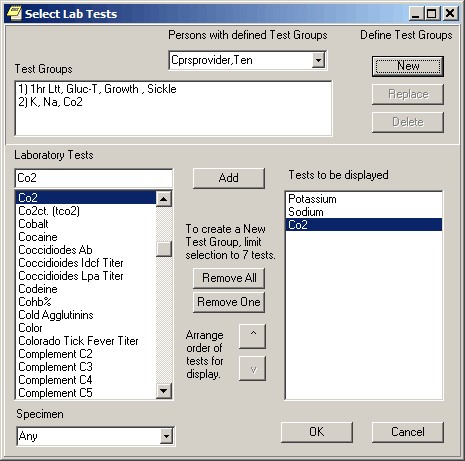 Select Lab Tests
Persons with defined Test Groups
Define Test Groups
Cprsprovider,Ten
New
Test Groups
1) 1hr Ltt, Gluc-T, Growth , Sickle
2) K, Na, Co2
Replace
Delete
Laboratory Tests
Co2
Add
Tests to be displayed
Co2
Co2ct. (tco2)
Cobalt
Cocaine
Coccidiodes Ab
Coccidioides Idcf Titer
Coccidioides Lpa Titer
Codeine
Cohb%
Cold Agglutinins
Color
Colorado Tick Fever Titer
Complement C2
Complement C3
Complement C4
Complement C5
To create a New
Test Group, limit
selection to 7 tests.
Remove All
Remove One
Arrange
order of
tests for
display.
^
v
Potassium
Sodium
Co2
Specimen
Any
OK
Cancel